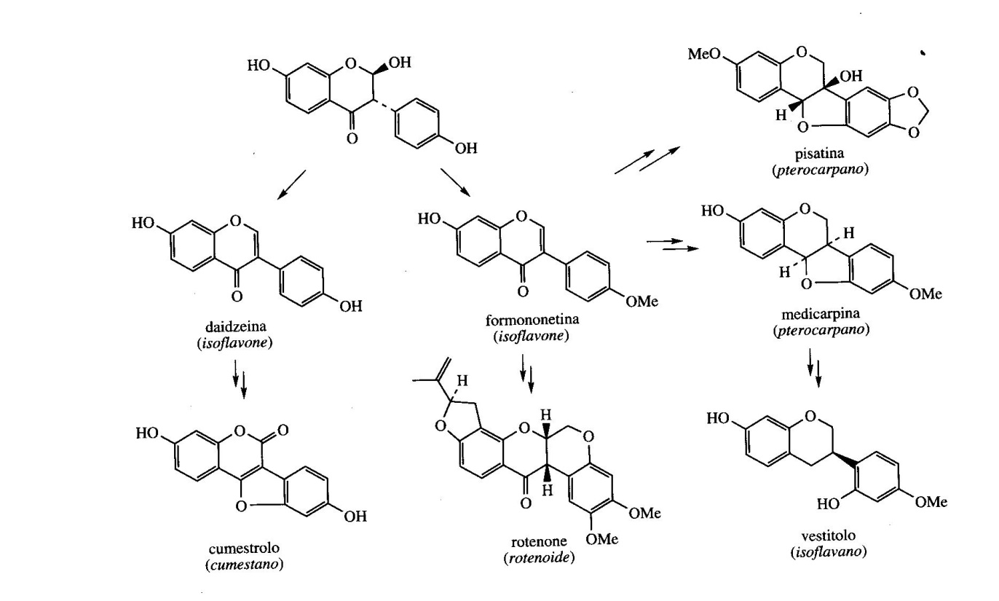 HO
O
OH
O
OH
MeO
O
OH
H
O
O
O
pisatina
(pterocarpano)
HO
O
O
OH
daidzeina
(isoflavone)
HO
O
O
OMe
formononetina
(isoflavone)
HO
O
H
H
O
OMe
medicarpina
(pterocarpano)
HO
O
O
O
OH
cumestrolo
(cumestano)
H
O
O
H
O
H
O
OMe
OMe
rotenone
(rotenoide)
HO
O
HO
OMe
vestitolo
(isoflavano)